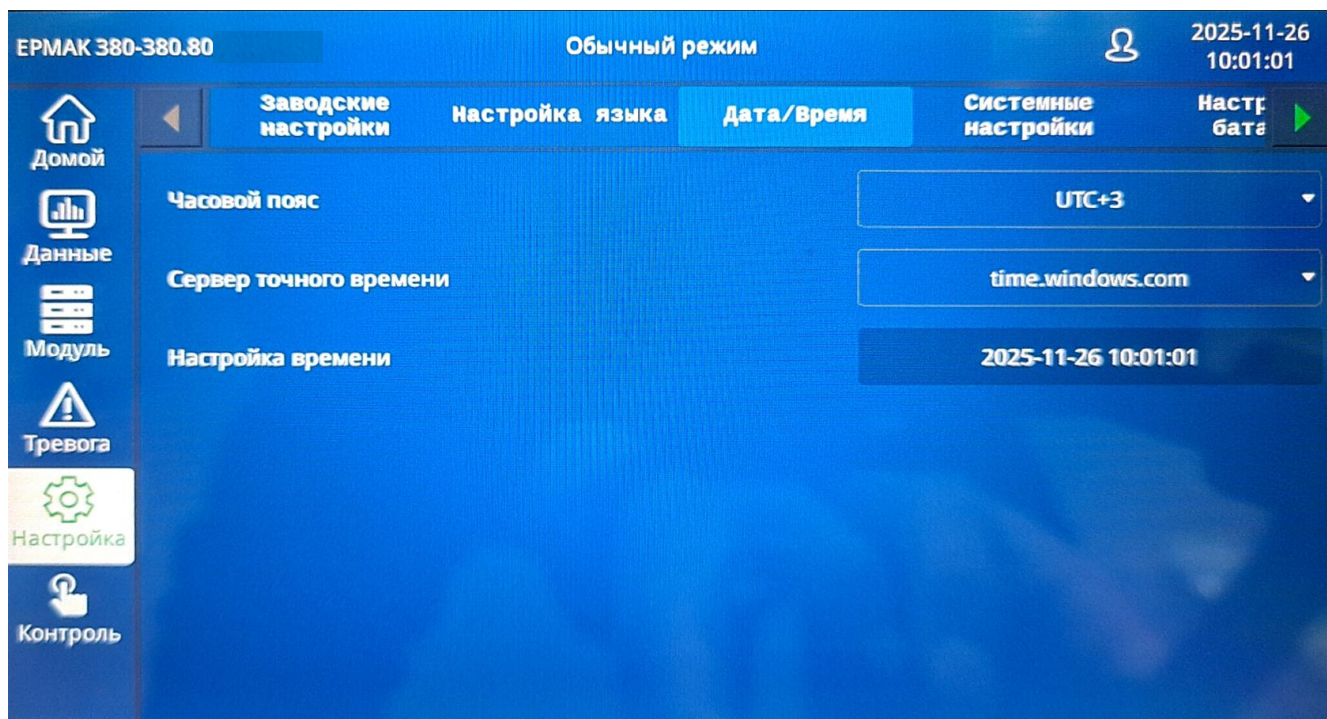 ЕРМАК 380-380.80
Обычный режим
2025-11-26
10:01:01
Домой
Данные
Модуль
Тревога
Настройка
Контроль
Заводские
настройки
Настройка языка
Дата/Время
Системные
настройки
Настр
бата
Часовой пояс
UTC+3
Сервер точного времени
time.windows.com
Настройка времени
2025-11-26 10:01:01